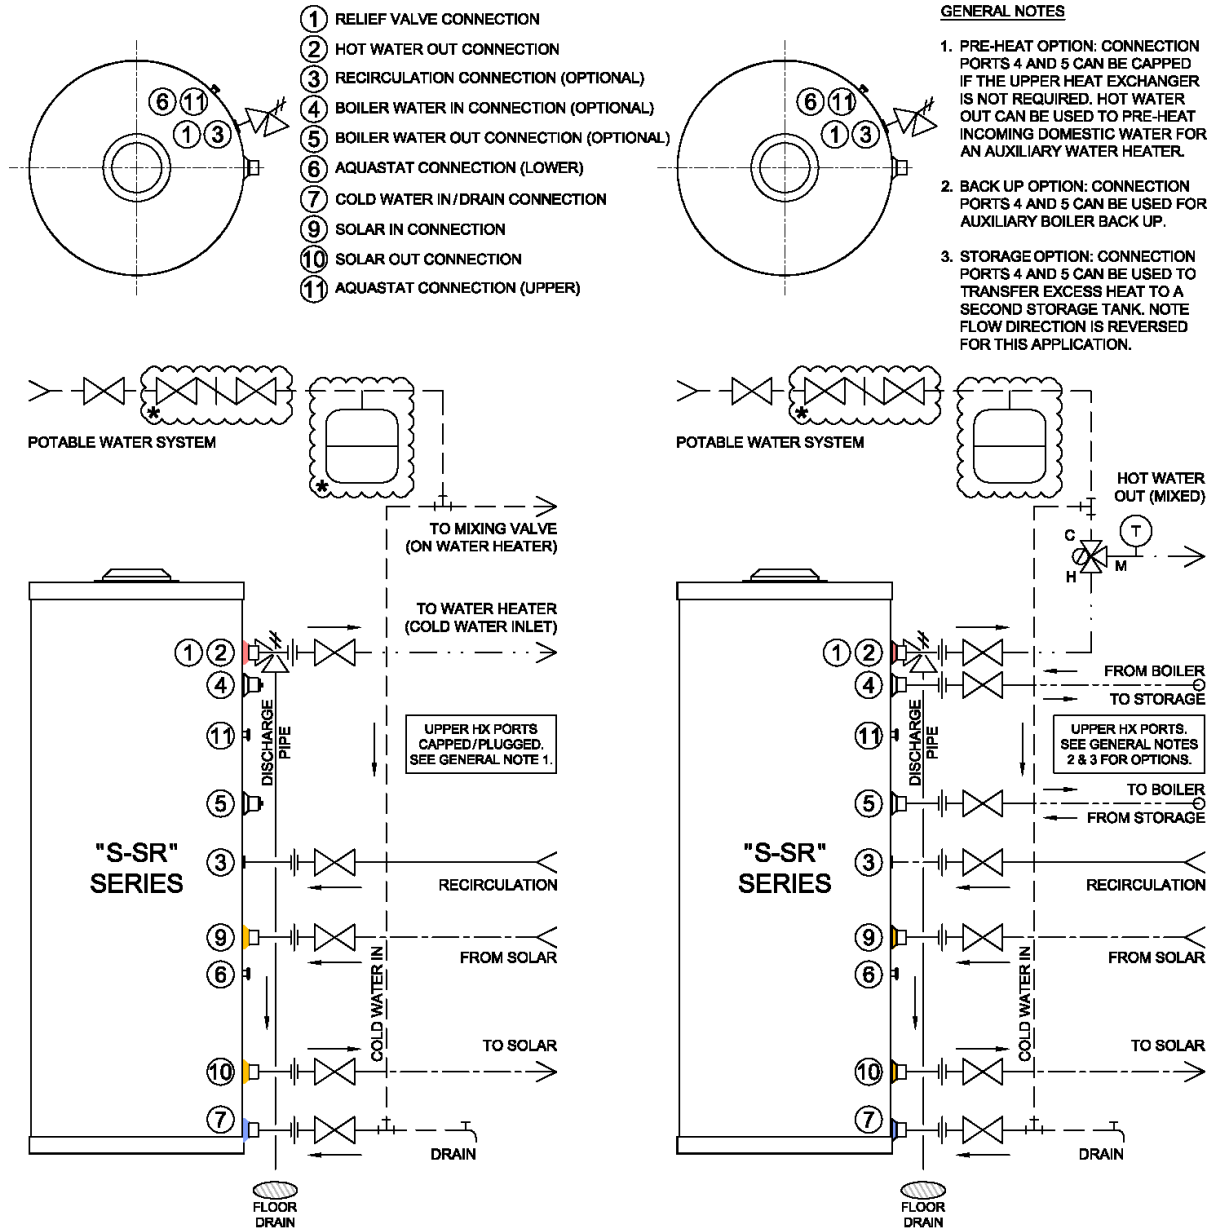 1 RELIEF VALVE CONNECTION
2 HOT WATER OUT CONNECTION
3 RECIRCULATION CONNECTION (OPTIONAL)
4 BOILER WATER IN CONNECTION (OPTIONAL)
5 BOILER WATER OUT CONNECTION (OPTIONAL)
6 AQUASTAT CONNECTION (LOWER)
7 COLD WATER IN/DRAIN CONNECTION
9 SOLAR IN CONNECTION
10 SOLAR OUT CONNECTION
11 AQUASTAT CONNECTION (UPPER)
6 11
1 3
6 11
1 3
GENERAL NOTES
1. PRE-HEAT OPTION: CONNECTION
PORTS 4 AND 5 CAN BE CAPPED
IF THE UPPER HEAT EXCHANGER
IS NOT REQUIRED. HOT WATER
OUT CAN BE USED TO PRE-HEAT
INCOMING DOMESTIC WATER FOR
AN AUXILIARY WATER HEATER.
2. BACK UP OPTION: CONNECTION
PORTS 4 AND 5 CAN BE USED FOR
AUXILIARY BOILER BACK UP.
3. STORAGE OPTION: CONNECTION
PORTS 4 AND 5 CAN BE USED TO
TRANSFER EXCESS HEAT TO A
SECOND STORAGE TANK. NOTE
FLOW DIRECTION IS REVERSED
FOR THIS APPLICATION.
*
POTABLE WATER SYSTEM
*
TO MIXING VALVE
(ON WATER HEATER)
TO WATER HEATER
(COLD WATER INLET)
1 2
4
DISCHARGE
PIPE
UPPER HX PORTS
CAPPED/PLUGGED.
SEE GENERAL NOTE 1.
11
5
"S-SR"
SERIES
3
RECIRCULATION
9
FROM SOLAR
6
COLD WATER IN
TO SOLAR
10
7
DRAIN
FLOOR
DRAIN
*
POTABLE WATER SYSTEM
HOT WATER
OUT (MIXED)
C
T
H
M
1 2
FROM BOILER
4
TO STORAGE
DISCHARGE
PIPE
UPPER HX PORTS.
SEE GENERAL NOTES
2 & 3 FOR OPTIONS.
11
TO BOILER
5
FROM STORAGE
"S-SR"
SERIES
3
RECIRCULATION
9
FROM SOLAR
6
COLD WATER IN
TO SOLAR
10
7
DRAIN
FLOOR
DRAIN